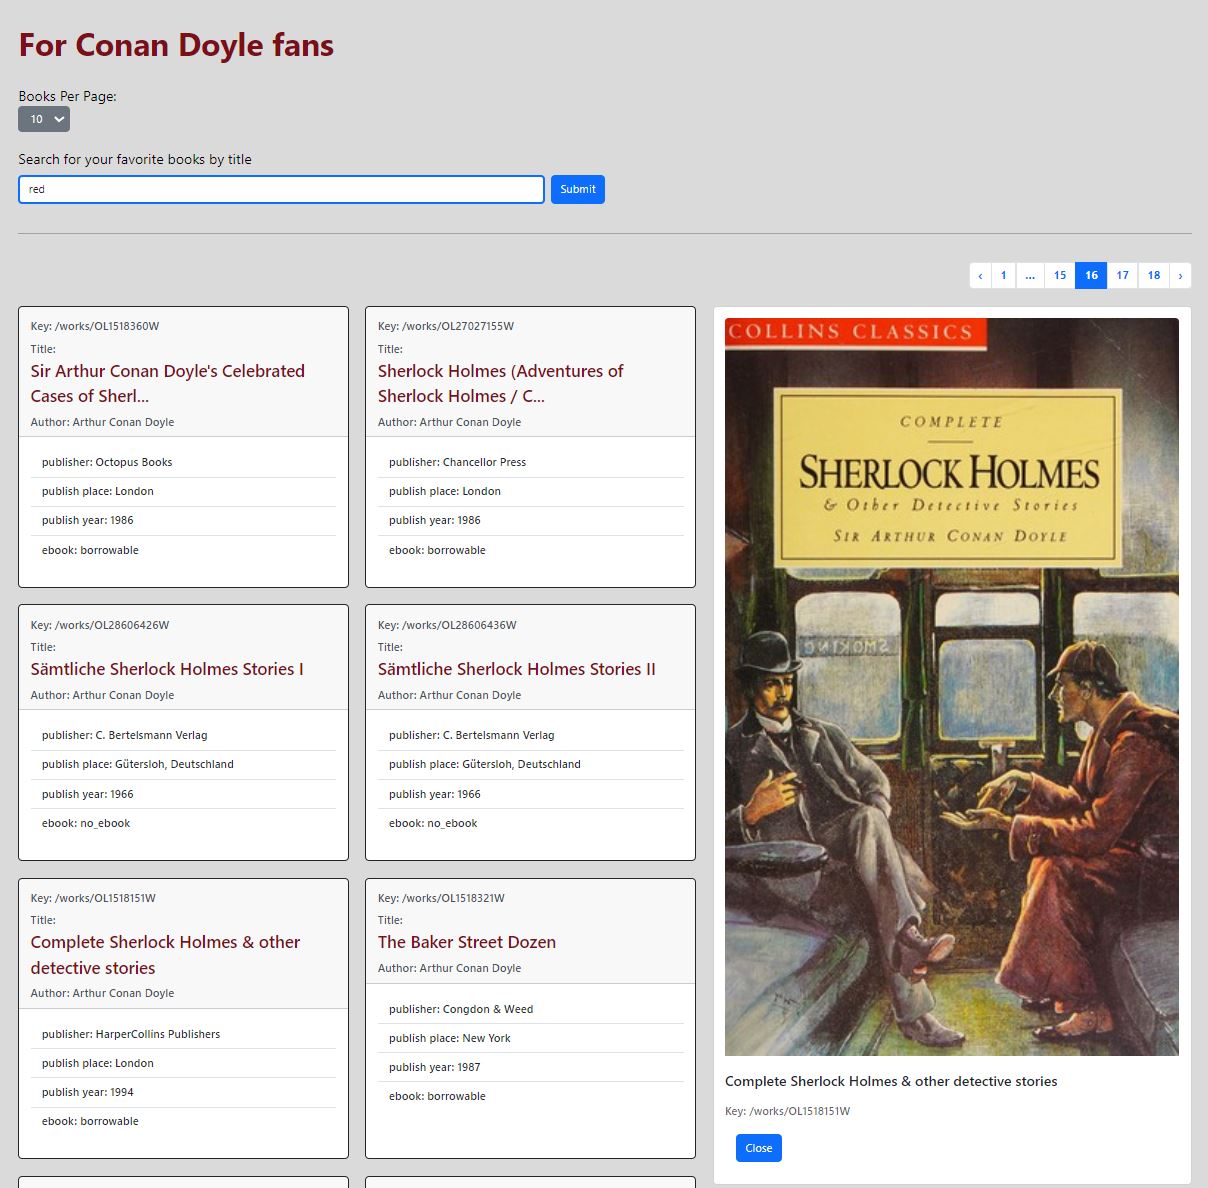 For Conan Doyle fans
Books Per Page:
10
Search for your favorite books by title
red
Submit
‹ 1 ... 15 16 17 18 ›
Key: /works/OL1518360W
Title:
Sir Arthur Conan Doyle's Celebrated
Cases of Sherl...
Author: Arthur Conan Doyle
publisher: Octopus Books
publish place: London
publish year: 1986
ebook: borrowable
Key: /works/OL27027155W
Title:
Sherlock Holmes (Adventures of
Sherlock Holmes / C...
Author: Arthur Conan Doyle
publisher: Chancellor Press
publish place: London
publish year: 1986
ebook: borrowable
Key: /works/OL28606426W
Title:
Sämtliche Sherlock Holmes Stories I
Author: Arthur Conan Doyle
publisher: C. Bertelsmann Verlag
publish place: Gütersloh, Deutschland
publish year: 1966
ebook: no_ebook
Key: /works/OL28606436W
Title:
Sämtliche Sherlock Holmes Stories II
Author: Arthur Conan Doyle
publisher: C. Bertelsmann Verlag
publish place: Gütersloh, Deutschland
publish year: 1966
ebook: no_ebook
Key: /works/OL1518151W
Title:
Complete Sherlock Holmes & other
detective stories
Author: Arthur Conan Doyle
publisher: HarperCollins Publishers
publish place: London
publish year: 1994
ebook: borrowable
Key: /works/OL1518321W
Title:
The Baker Street Dozen
Author: Arthur Conan Doyle
publisher: Congdon & Weed
publish place: New York
publish year: 1987
ebook: borrowable
COLLINS CLASSICS
COMPLETE
SHERLOCK HOLMES
& Other Detective Stories
SIR ARTHUR CONAN DOYLE
SMOKING
Complete Sherlock Holmes & other detective stories
Key: /works/OL1518151W
Close